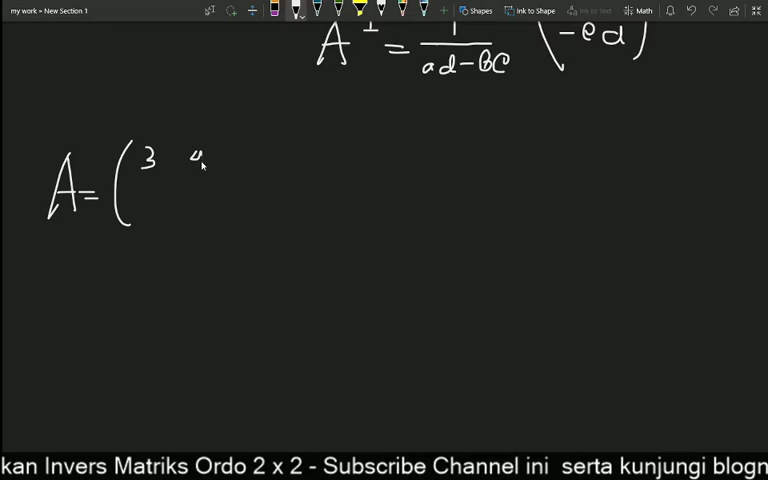 my work » New Section 1
Shapes
Ink to Shape
Ink to Text
Math
A = 1
ad-BC
-c d
A = ( 3 4
kan Invers Matriks Ordo 2 x 2 - Subscribe Channel ini serta kunjungi blogn